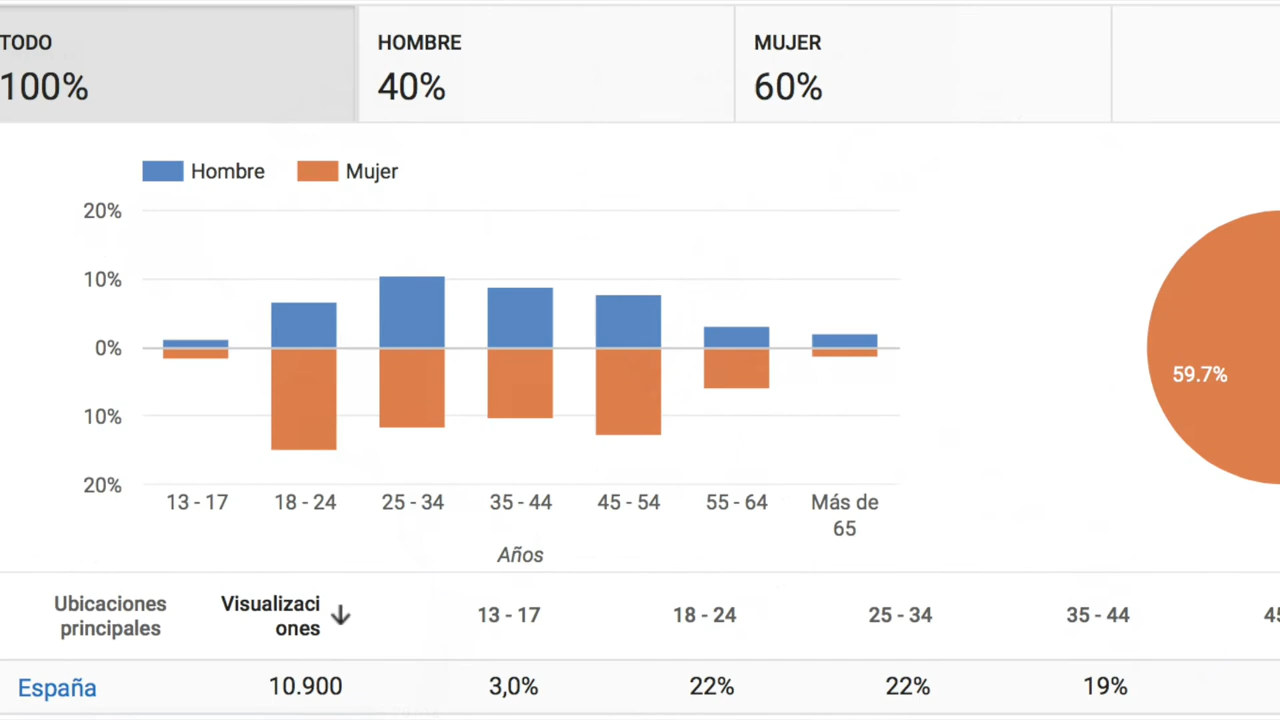 TODO
HOMBRE
MUJER
100%
40%
60%
Hombre
Mujer
20%
10%
0%
10%
20%
13 - 17
18 - 24
25 - 34
35 - 44
45 - 54
55 - 64
Más de
65
Años
59.7%
Ubicaciones
principales
Visualizaci
ones
13 - 17
18 - 24
25 - 34
35 - 44
45
España
10.900
3,0%
22%
22%
19%